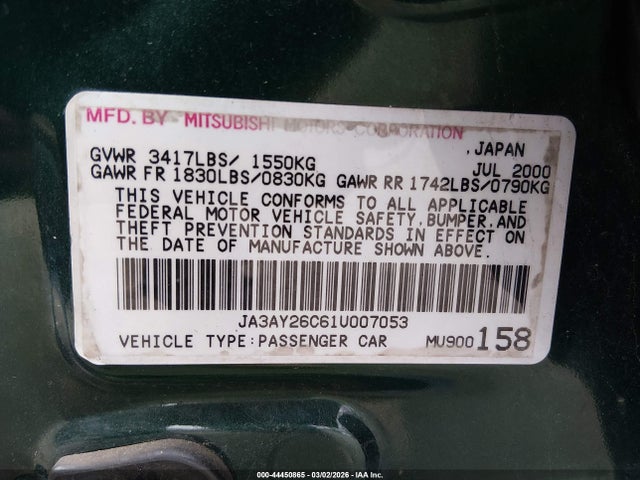 MFD. BY MITSUBISHI MOTORS CORPORATION
, JAPAN
GVWR 3417LBS/ 1550KG JUL 2000
GAWR FR 1830LBS/0830KG GAWR RR 1742LBS/0790KG
THIS VEHICLE CONFORMS TO ALL APPLICABLE
FEDERAL MOTOR VEHICLE SAFETY,BUMPER,AND
THEFT PREVENTION STANDARDS IN EFFECT ON
THE DATE OF MANUFACTURE SHOWN ABOVE.
JA3AY26C61U007053
VEHICLE TYPE:PASSENGER CAR MU900158
000-44450865 - 03/02/2026 - IAA Inc.